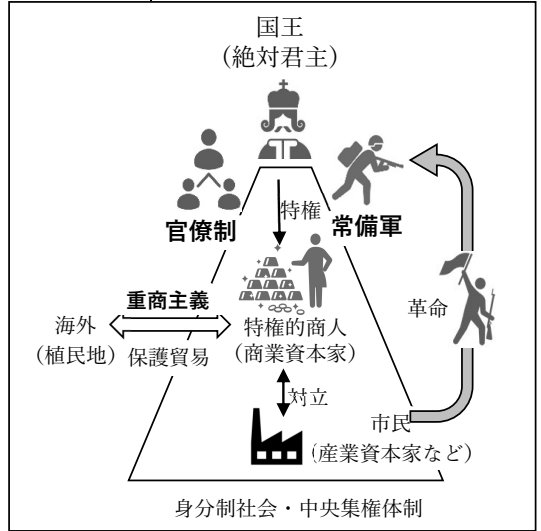 国王
(絶対君主)
官僚制
特権
常備軍
重商主義
海外
(植民地)
保護貿易
特権的商人
(商業資本家)
革命
対立
市民
(産業資本家など)
身分制社会・中央集権体制